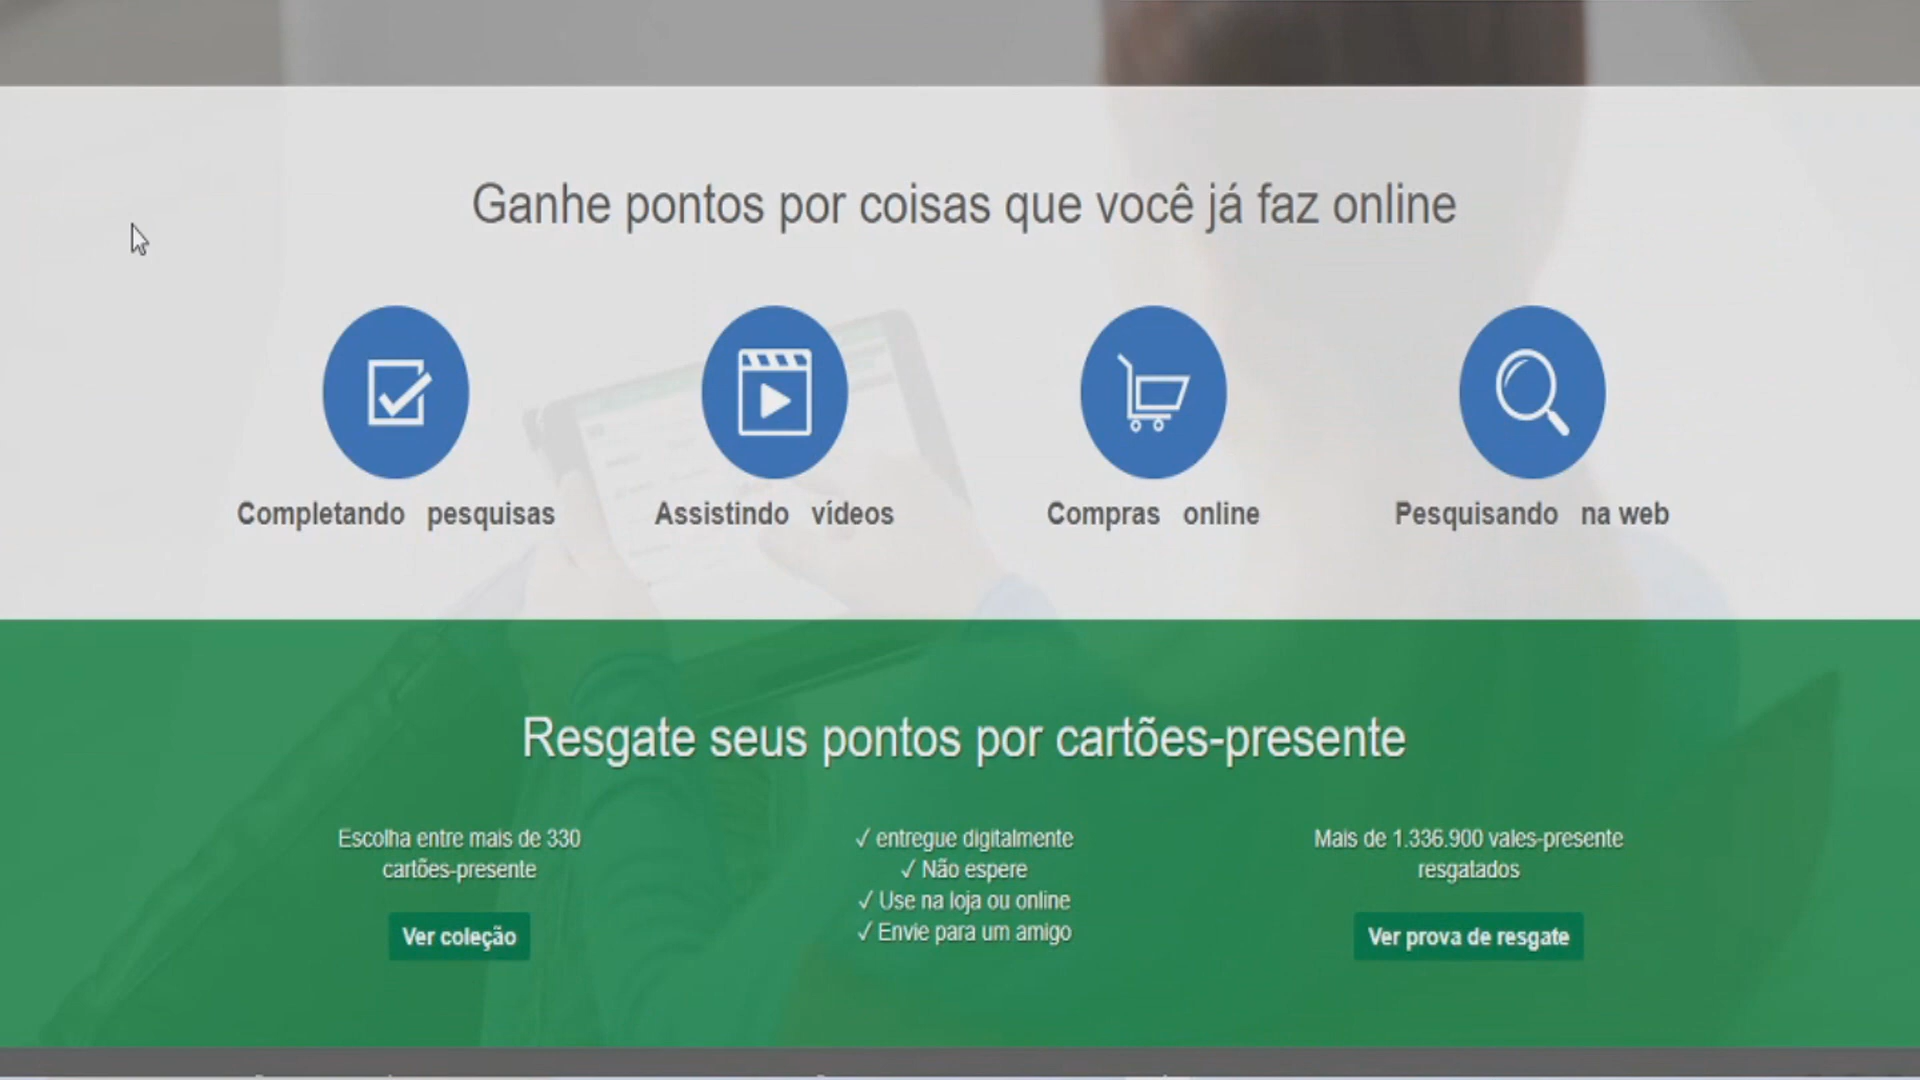 Ganhe pontos por coisas que você já faz online
Completando pesquisas
Assistindo vídeos
Compras online
Pesquisando na web
Resgate seus pontos por cartões-presente
Escolha entre mais de 330
cartões-presente
Ver coleção
✓ entregue digitalmente
✓ Não espere
✓ Use na loja ou online
✓ Envie para um amigo
Mais de 1.336.900 vales-presente
resgatados
Ver prova de resgate